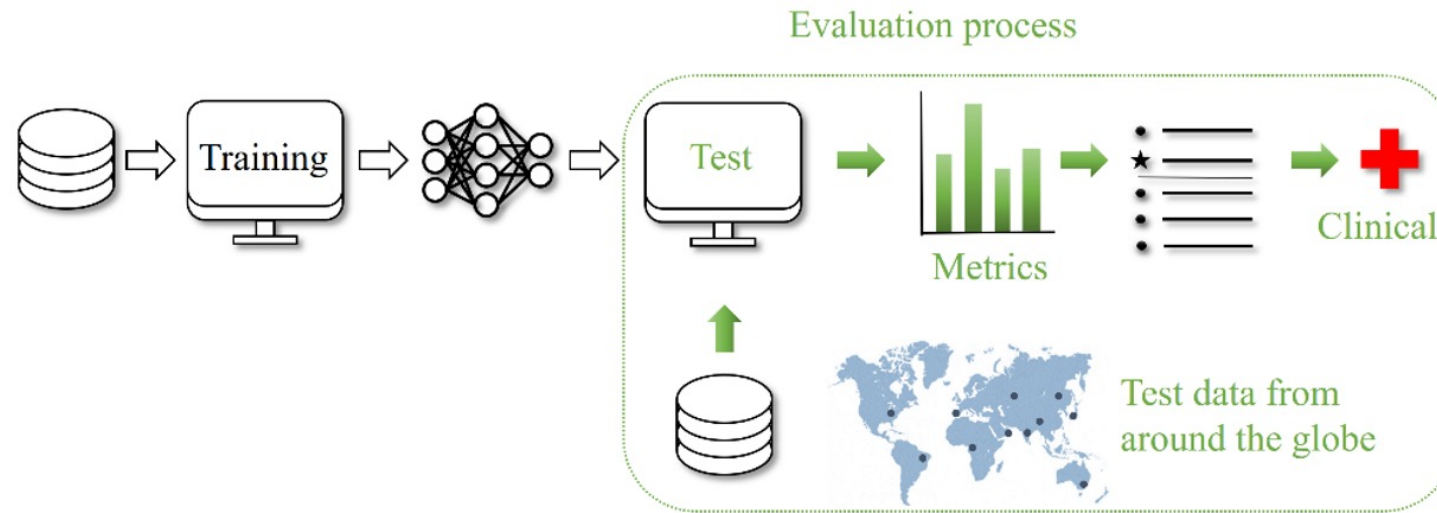 Evaluation process
Training
Test
Metrics
Clinical
Test data from
around the globe